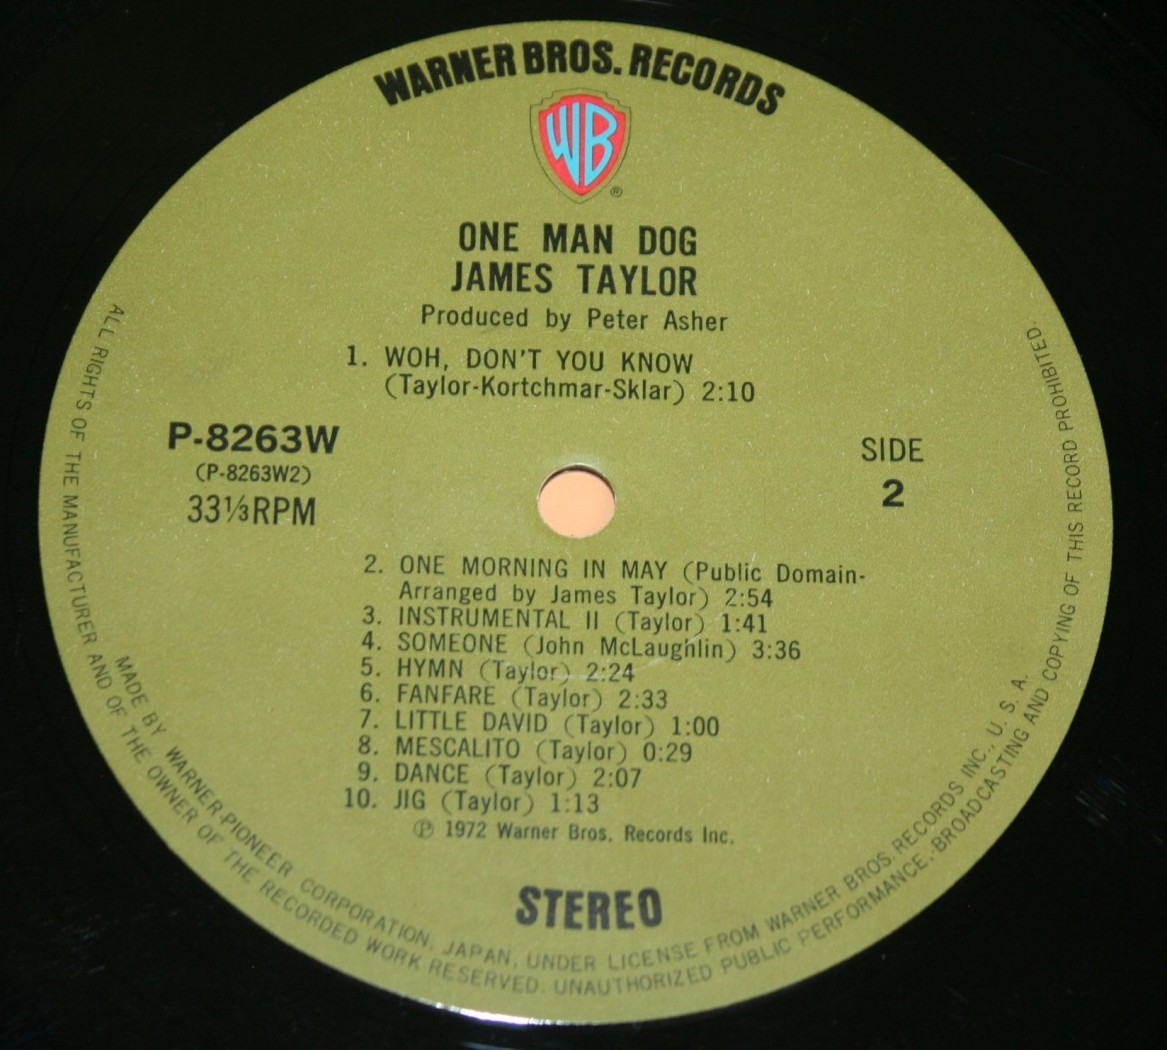 WARNER BROS. RECORDS
WB
®
ONE MAN DOG
JAMES TAYLOR
Produced by Peter Asher
1. WOH, DON'T YOU KNOW
(Taylor-Kortchmar-Sklar) 2:10
P-8263W
(P-8263W2)
33⅓RPM
SIDE
2
2. ONE MORNING IN MAY (Public Domain-
Arranged by James Taylor) 2:54
3. INSTRUMENTAL II (Taylor) 1:41
4. SOMEONE (John McLaughlin) 3:36
5. HYMN (Taylor) 2:24
6. FANFARE (Taylor) 2:33
7. LITTLE DAVID (Taylor) 1:00
8. MESCALITO (Taylor) 0:29
9. DANCE (Taylor) 2:07
10. JIG (Taylor) 1:13
℗ 1972 Warner Bros. Records Inc.
STEREO
MADE BY WARNER-PIONEER CORPORATION, JAPAN, UNDER LICENSE FROM WARNER BROS. RECORDS INC., U. S. A.
ALL RIGHTS OF THE MANUFACTURER AND OF THE OWNER OF THE RECORDED WORK RESERVED. UNAUTHORIZED PUBLIC PERFORMANCE, BROADCASTING AND COPYING OF THIS RECORD PROHIBITED.